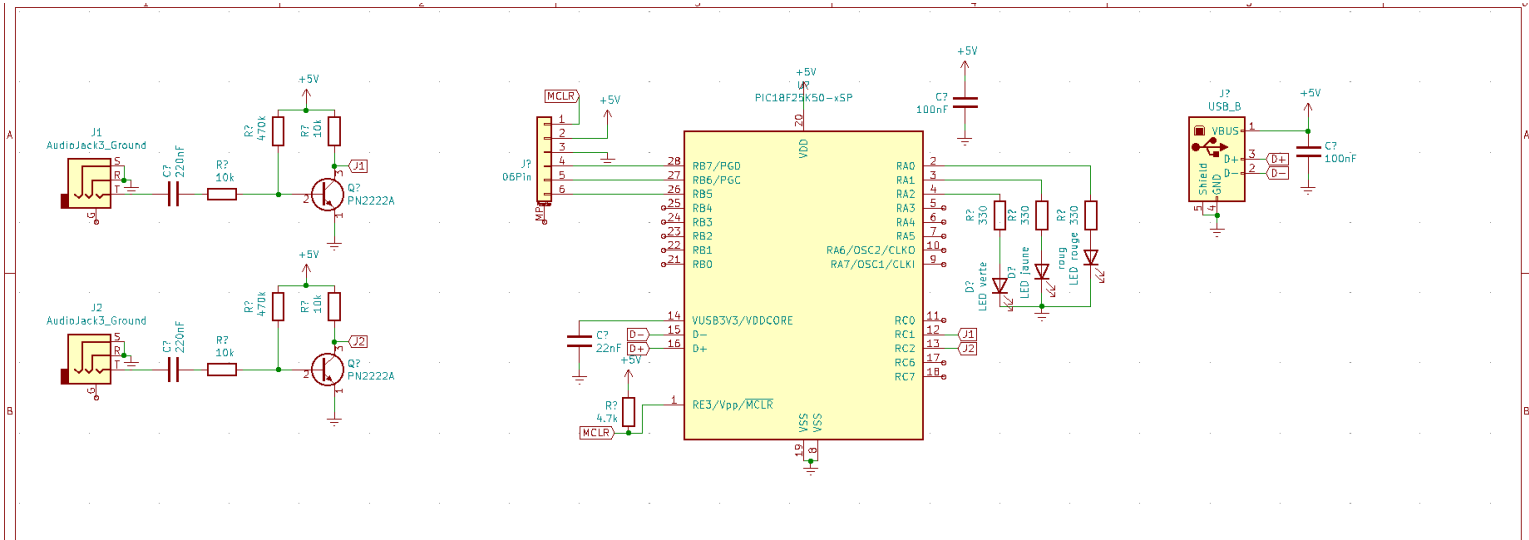 1
2
3
4
5
6
A
B
A
B
+5V
J1
AudioJack3_Ground
S
R
T
G
C?
220nF
R?
10k
R?
470k
R?
10k
J1
3
2
1
Q?
PN2222A
+5V
J2
AudioJack3_Ground
S
R
T
G
C?
220nF
R?
10k
R?
470k
R?
10k
J2
3
2
1
Q?
PN2222A
MCLR
+5V
1
2
3
4
5
6
J?
06Pin
MP
+5V
U?
PIC18F25K50-xSP
20
VDD
28 RB7/PGD
27 RB6/PGC
26 RB5
25 RB4
24 RB3
23 RB2
22 RB1
21 RB0
14 VUSB3V3/VDDCORE
15 D-
16 D+
1 RE3/Vpp/MCLR
RA0 2
RA1 3
RA2 4
RA3 5
RA4 6
RA5 7
RA6/OSC2/CLKO 10
RA7/OSC1/CLKI 9
RC0 11
RC1 12
RC2 13
RC6 17
RC7 18
VSS
VSS
19
8
D-
D+
C?
22nF
+5V
R?
4.7k
MCLR
J1
J2
+5V
C?
100nF
R?
330
R?
330
R?
330
D?
LED verte
D?
LED jaune
roug
LED rouge
J?
USB_B
VBUS 1
D+ 3
D- 2
Shield
GND
5
4
D+
D-
+5V
C?
100nF